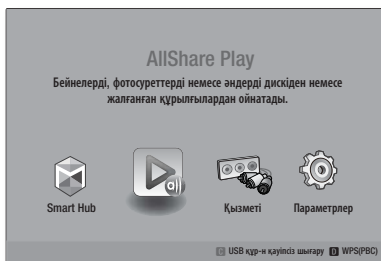 AllShare Play
Бейнелерді, фотосуреттерді немесе әндерді дискіден немесе
жалғанған құрылғылардан ойнатады.
Smart Hub
Қызметі
Параметрлер
C USB құр-н қауіпсіз шығару D WPS(PBC)